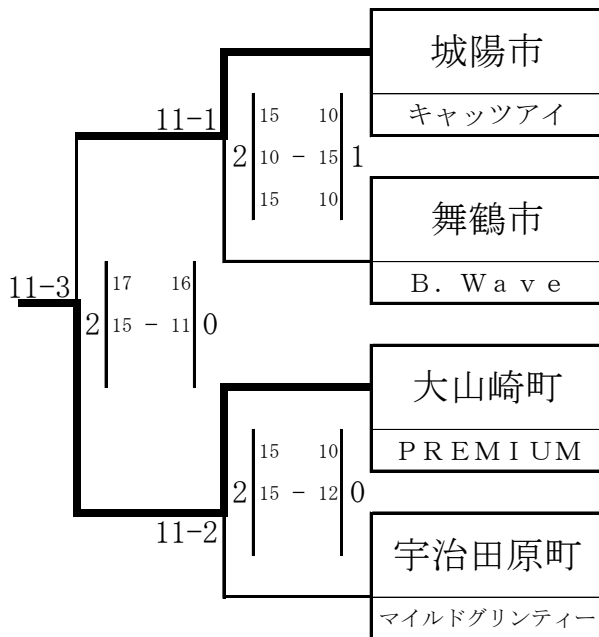 城陽市
キャッツアイ
11-1
15 10
2 10 - 15 1
15 10
舞鶴市
B. Wave
11-3
17 16
2 15 - 11 0
大山崎町
PREMIUM
15 10
2 15 - 12 0
11-2
宇治田原町
マイルドグリンティー